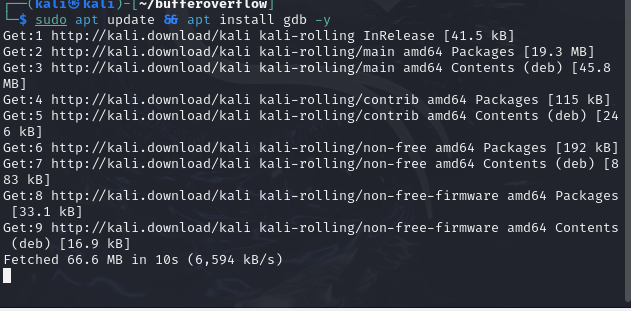 ┌──(kali㉿kali)-[~/bufferoverflow]
└─$ sudo apt update && apt install gdb -y
Get:1 http://kali.download/kali kali-rolling InRelease [41.5 kB]
Get:2 http://kali.download/kali kali-rolling/main amd64 Packages [19.3 MB]
Get:3 http://kali.download/kali kali-rolling/main amd64 Contents (deb) [45.8
MB]
Get:4 http://kali.download/kali kali-rolling/contrib amd64 Packages [115 kB]
Get:5 http://kali.download/kali kali-rolling/contrib amd64 Contents (deb) [24
6 kB]
Get:6 http://kali.download/kali kali-rolling/non-free amd64 Packages [192 kB]
Get:7 http://kali.download/kali kali-rolling/non-free amd64 Contents (deb) [8
83 kB]
Get:8 http://kali.download/kali kali-rolling/non-free-firmware amd64 Packages
 [33.1 kB]
Get:9 http://kali.download/kali kali-rolling/non-free-firmware amd64 Contents
 (deb) [16.9 kB]
Fetched 66.6 MB in 10s (6,594 kB/s)